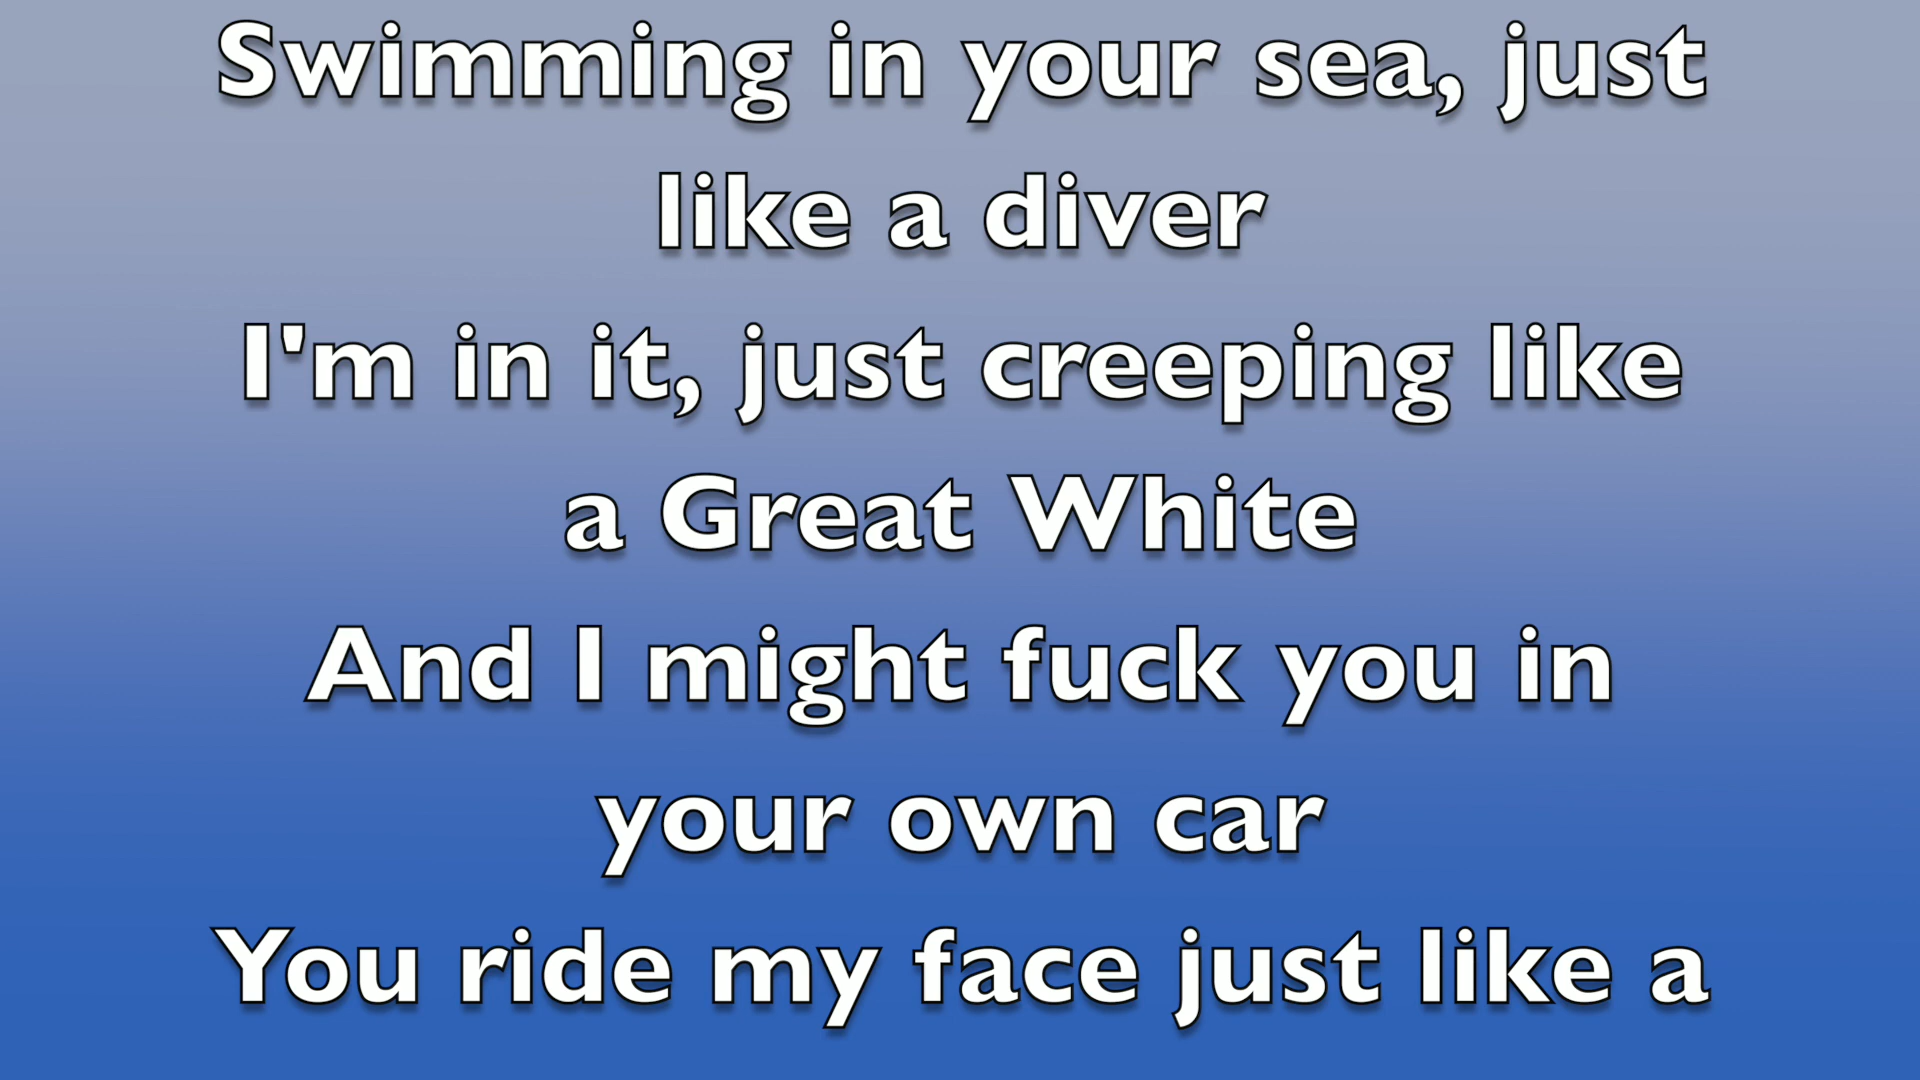 Swimming in your sea, just
like a diver
I'm in it, just creeping like
a Great White
And I might fuck you in
your own car
You ride my face just like a